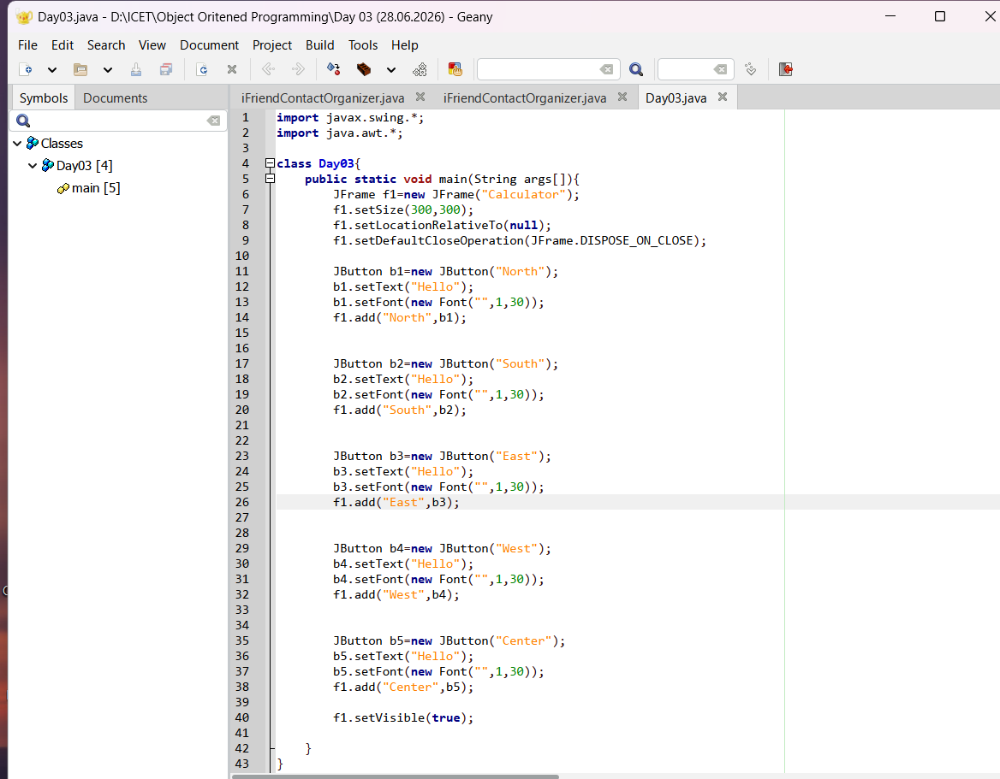 Day03.java - D:\ICET\Object Oritened Programming\Day 03 (28.06.2026) - Geany
File Edit Search View Document Project Build Tools Help
Symbols Documents
iFriendContactOrganizer.java iFriendContactOrganizer.java Day03.java
Classes
Day03 [4]
main [5]
1 import javax.swing.*;
2 import java.awt.*;
3
4 class Day03{
5 public static void main(String args[]){
6 JFrame f1=new JFrame("Calculator");
7 f1.setSize(300,300);
8 f1.setLocationRelativeTo(null);
9 f1.setDefaultCloseOperation(JFrame.DISPOSE_ON_CLOSE);
10
11 JButton b1=new JButton("North");
12 b1.setText("Hello");
13 b1.setFont(new Font("",1,30));
14 f1.add("North",b1);
15
16
17 JButton b2=new JButton("South");
18 b2.setText("Hello");
19 b2.setFont(new Font("",1,30));
20 f1.add("South",b2);
21
22
23 JButton b3=new JButton("East");
24 b3.setText("Hello");
25 b3.setFont(new Font("",1,30));
26 f1.add("East",b3);
27
28
29 JButton b4=new JButton("West");
30 b4.setText("Hello");
31 b4.setFont(new Font("",1,30));
32 f1.add("West",b4);
33
34
35 JButton b5=new JButton("Center");
36 b5.setText("Hello");
37 b5.setFont(new Font("",1,30));
38 f1.add("Center",b5);
39
40 f1.setVisible(true);
41
42 }
43 }